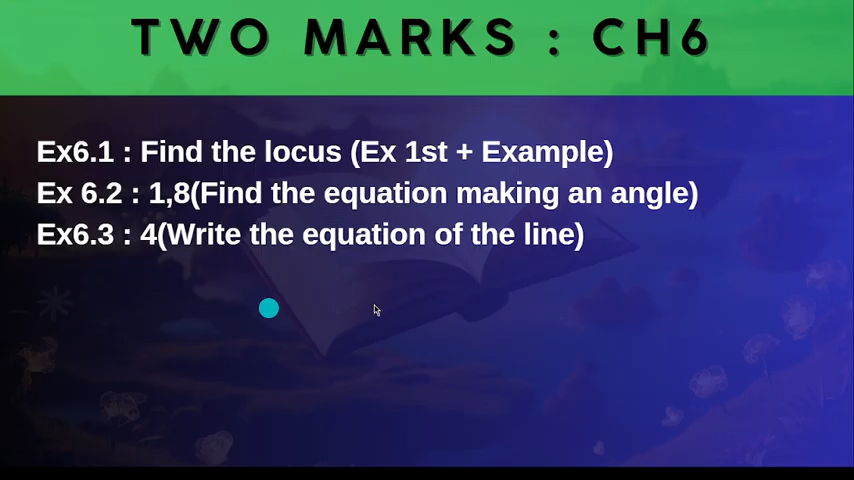 TWO MARKS : CH6
Ex6.1 : Find the locus (Ex 1st + Example)
Ex 6.2 : 1,8(Find the equation making an angle)
Ex6.3 : 4(Write the equation of the line)